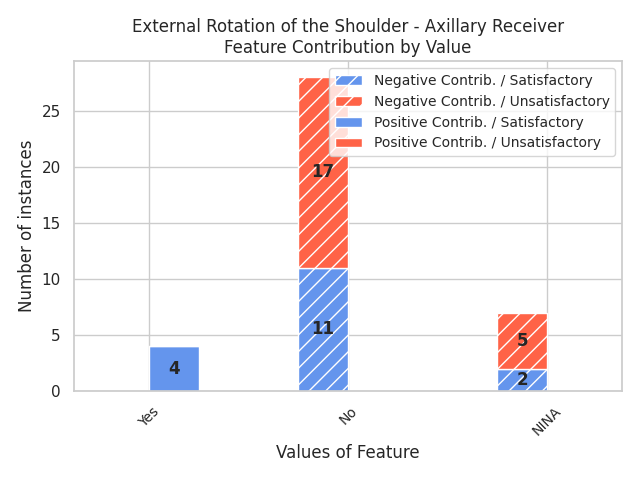 External Rotation of the Shoulder - Axillary Receiver
Feature Contribution by Value
Negative Contrib. / Satisfactory
Negative Contrib. / Unsatisfactory
Positive Contrib. / Satisfactory
Positive Contrib. / Unsatisfactory
Number of instances
25
20
15
10
5
0
4
17
11
5
2
Yes
No
NINA
Values of Feature